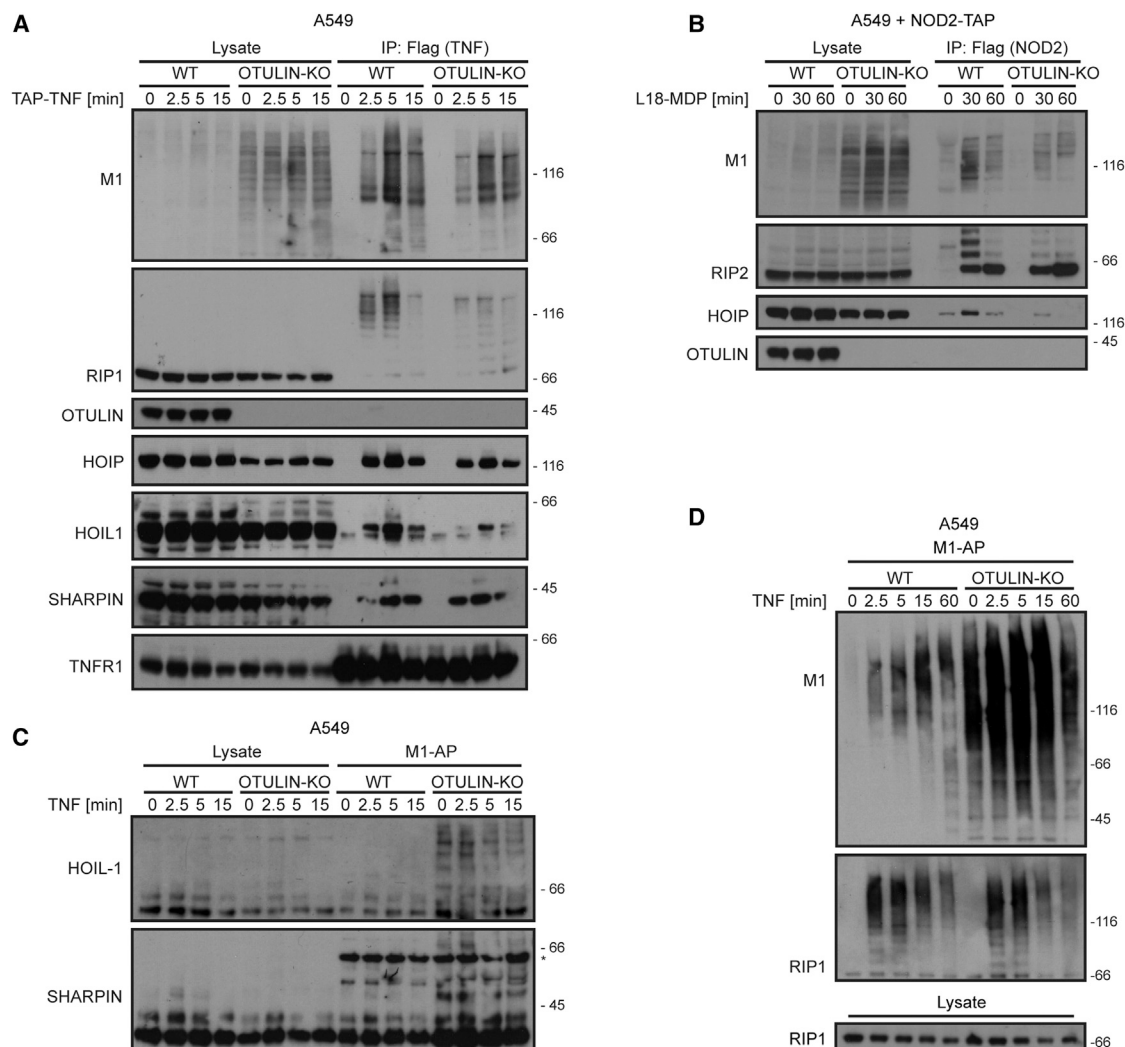 A
A549
Lysate IP: Flag (TNF)
WT OTULIN-KO WT OTULIN-KO
TAP-TNF [min] 0 2.5 5 15 0 2.5 5 15 0 2.5 5 15 0 2.5 5 15
M1
- 116
- 66
- 116
RIP1 - 66
OTULIN - 45
HOIP - 116
- 66
HOIL1
SHARPIN - 45
- 66
TNFR1
B
A549 + NOD2-TAP
Lysate IP: Flag (NOD2)
WT OTULIN-KO WT OTULIN-KO
L18-MDP [min] 0 30 60 0 30 60 0 30 60 0 30 60
M1 - 116
RIP2 - 66
HOIP - 116
- 45
OTULIN
C
A549
Lysate M1-AP
WT OTULIN-KO WT OTULIN-KO
TNF [min] 0 2.5 5 15 0 2.5 5 15 0 2.5 5 15 0 2.5 5 15
HOIL-1
- 66
- 66
*
SHARPIN - 45
D
A549
M1-AP
WT OTULIN-KO
TNF [min] 0 2.5 5 15 60 0 2.5 5 15 60
M1
-116
-66
-45
-116
RIP1 -66
Lysate
RIP1 -66